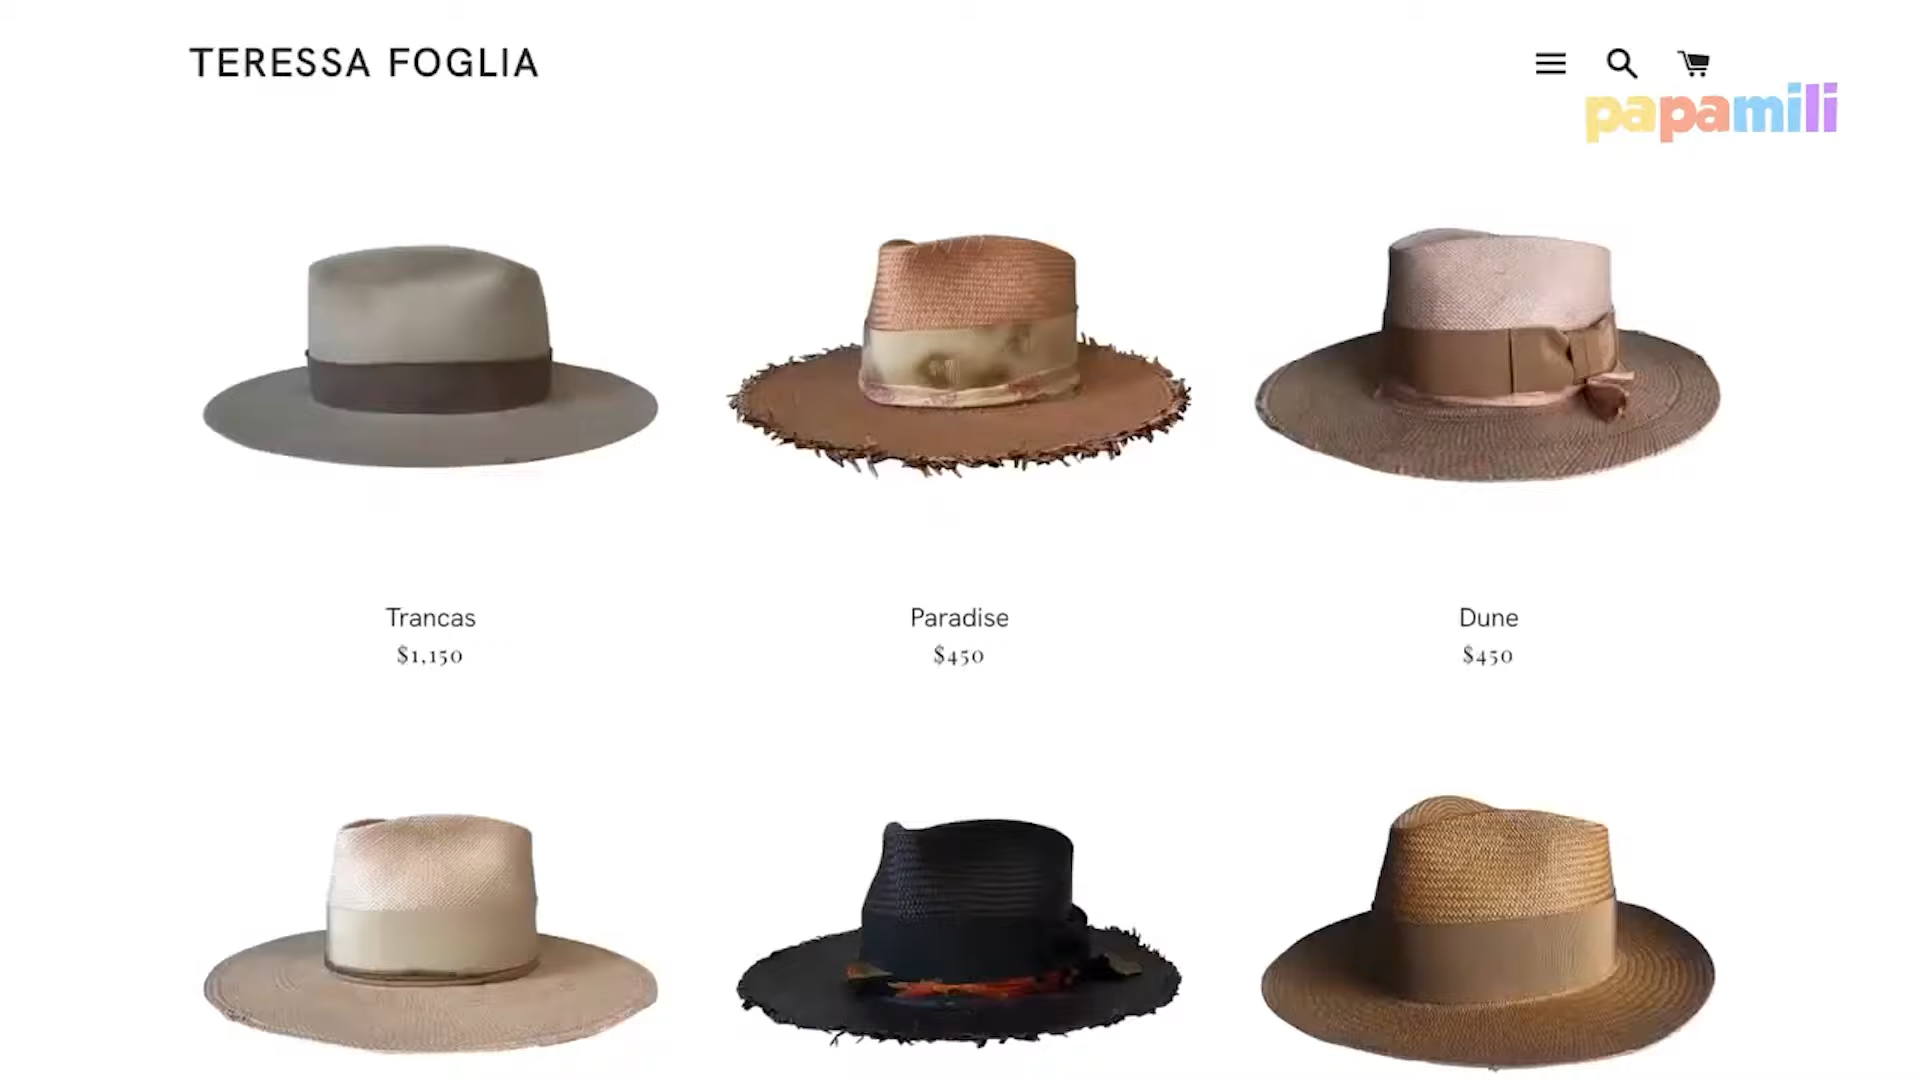 TERESSA FOGLIA
papamili
Trancas
Paradise
Dune
$1,150
$450
$450